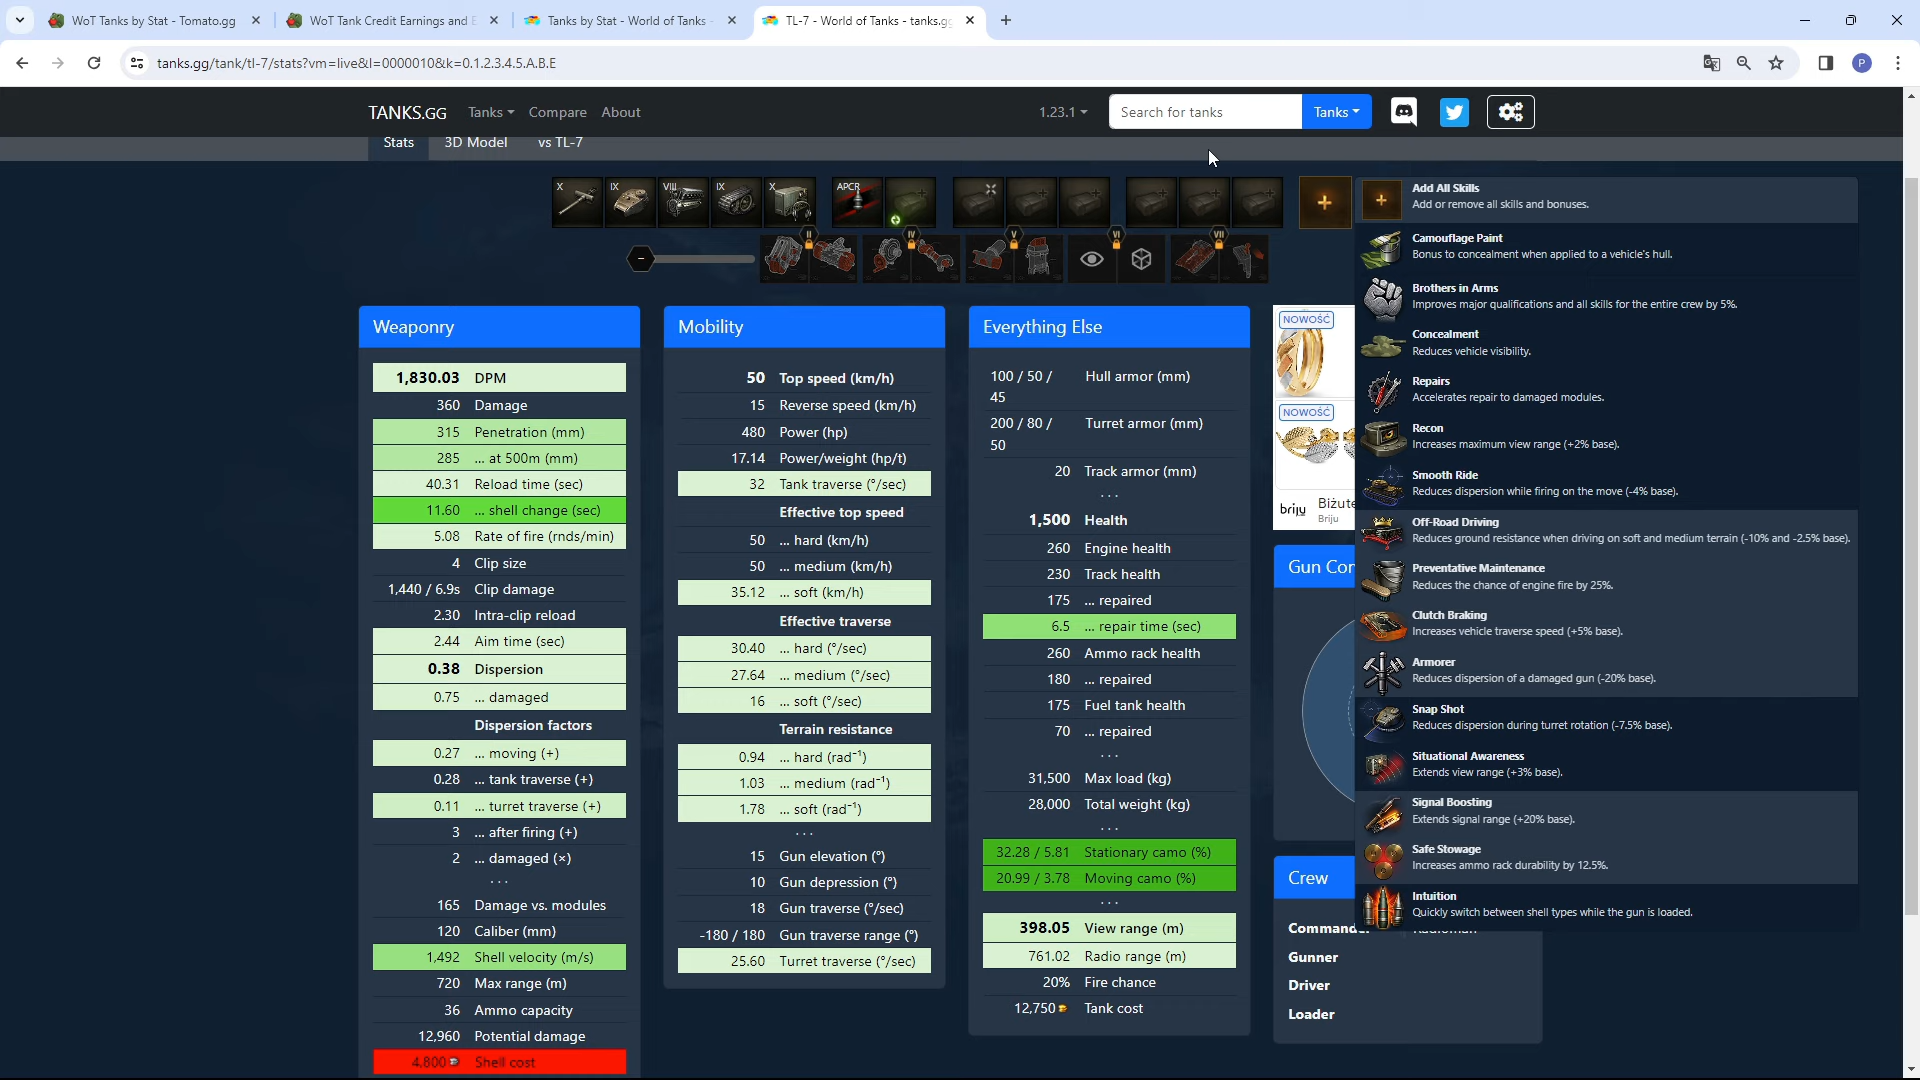 WoT Tanks by Stat - Tomato.gg
WoT Tank Credit Earnings and E
Tanks by Stat - World of Tanks -
TL-7 - World of Tanks - tanks.gg
tanks.gg/tank/tl-7/stats?vm=live&l=0000010&k=0.1.2.3.4.5.A.B.E
P
TANKS.GG
Tanks
Compare
About
1.23.1
Search for tanks
Tanks
Stats
3D Model
vs TL-7
X
IX
VIII
IX
X
APCR
II
IV
V
VI
VII
Weaponry
1,830.03 DPM
360 Damage
315 Penetration (mm)
285 ... at 500m (mm)
40.31 Reload time (sec)
11.60 ... shell change (sec)
5.08 Rate of fire (rnds/min)
4 Clip size
1,440 / 6.9s Clip damage
2.30 Intra-clip reload
2.44 Aim time (sec)
0.38 Dispersion
0.75 ... damaged
Dispersion factors
0.27 ... moving (+)
0.28 ... tank traverse (+)
0.11 ... turret traverse (+)
3 ... after firing (+)
2 ... damaged (×)
...
165 Damage vs. modules
120 Caliber (mm)
1,492 Shell velocity (m/s)
720 Max range (m)
36 Ammo capacity
12,960 Potential damage
4,800 Shell cost
Mobility
50 Top speed (km/h)
15 Reverse speed (km/h)
480 Power (hp)
17.14 Power/weight (hp/t)
32 Tank traverse (°/sec)
Effective top speed
50 ... hard (km/h)
50 ... medium (km/h)
35.12 ... soft (km/h)
Effective traverse
30.40 ... hard (°/sec)
27.64 ... medium (°/sec)
16 ... soft (°/sec)
Terrain resistance
0.94 ... hard (rad⁻¹)
1.03 ... medium (rad⁻¹)
1.78 ... soft (rad⁻¹)
...
15 Gun elevation (°)
10 Gun depression (°)
18 Gun traverse (°/sec)
-180 / 180 Gun traverse range (°)
25.60 Turret traverse (°/sec)
Everything Else
100 / 50 / Hull armor (mm)
45
200 / 80 / Turret armor (mm)
50
20 Track armor (mm)
...
1,500 Health
260 Engine health
230 Track health
175 ... repaired
6.5 ... repair time (sec)
260 Ammo rack health
180 ... repaired
175 Fuel tank health
70 ... repaired
...
31,500 Max load (kg)
28,000 Total weight (kg)
...
32.28 / 5.81 Stationary camo (%)
20.99 / 3.78 Moving camo (%)
...
398.05 View range (m)
761.02 Radio range (m)
20% Fire chance
12,750 Tank cost
NOWOŚĆ
NOWOŚĆ
briju
Biżute
Briju
Gun Con
Crew
Commander
Radioman
Gunner
Driver
Loader
Add All Skills
Add or remove all skills and bonuses.
Camouflage Paint
Bonus to concealment when applied to a vehicle's hull.
Brothers in Arms
Improves major qualifications and all skills for the entire crew by 5%.
Concealment
Reduces vehicle visibility.
Repairs
Accelerates repair to damaged modules.
Recon
Increases maximum view range (+2% base).
Smooth Ride
Reduces dispersion while firing on the move (-4% base).
Off-Road Driving
Reduces ground resistance when driving on soft and medium terrain (-10% and -2.5% base).
Preventative Maintenance
Reduces the chance of engine fire by 25%.
Clutch Braking
Increases vehicle traverse speed (+5% base).
Armorer
Reduces dispersion of a damaged gun (-20% base).
Snap Shot
Reduces dispersion during turret rotation (-7.5% base).
Situational Awareness
Extends view range (+3% base).
Signal Boosting
Extends signal range (+20% base).
Safe Stowage
Increases ammo rack durability by 12.5%.
Intuition
Quickly switch between shell types while the gun is loaded.